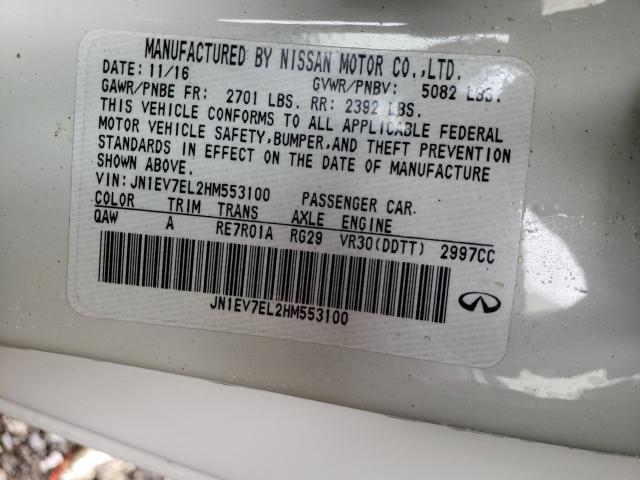 MANUFACTURED BY NISSAN MOTOR CO.,LTD.
DATE: 11/16 GVWR/PNBV: 5082 LBS.
GAWR/PNBE FR: 2701 LBS. RR: 2392 LBS.
THIS VEHICLE CONFORMS TO ALL APPLICABLE FEDERAL
MOTOR VEHICLE SAFETY, BUMPER, AND THEFT PREVENTION
STANDARDS IN EFFECT ON THE DATE OF MANUFACTURE
SHOWN ABOVE.
VIN: JN1EV7EL2HM553100 PASSENGER CAR.
COLOR TRIM TRANS AXLE ENGINE
QAW A RE7R01A RG29 VR30(DDTT) 2997CC
JN1EV7EL2HM553100